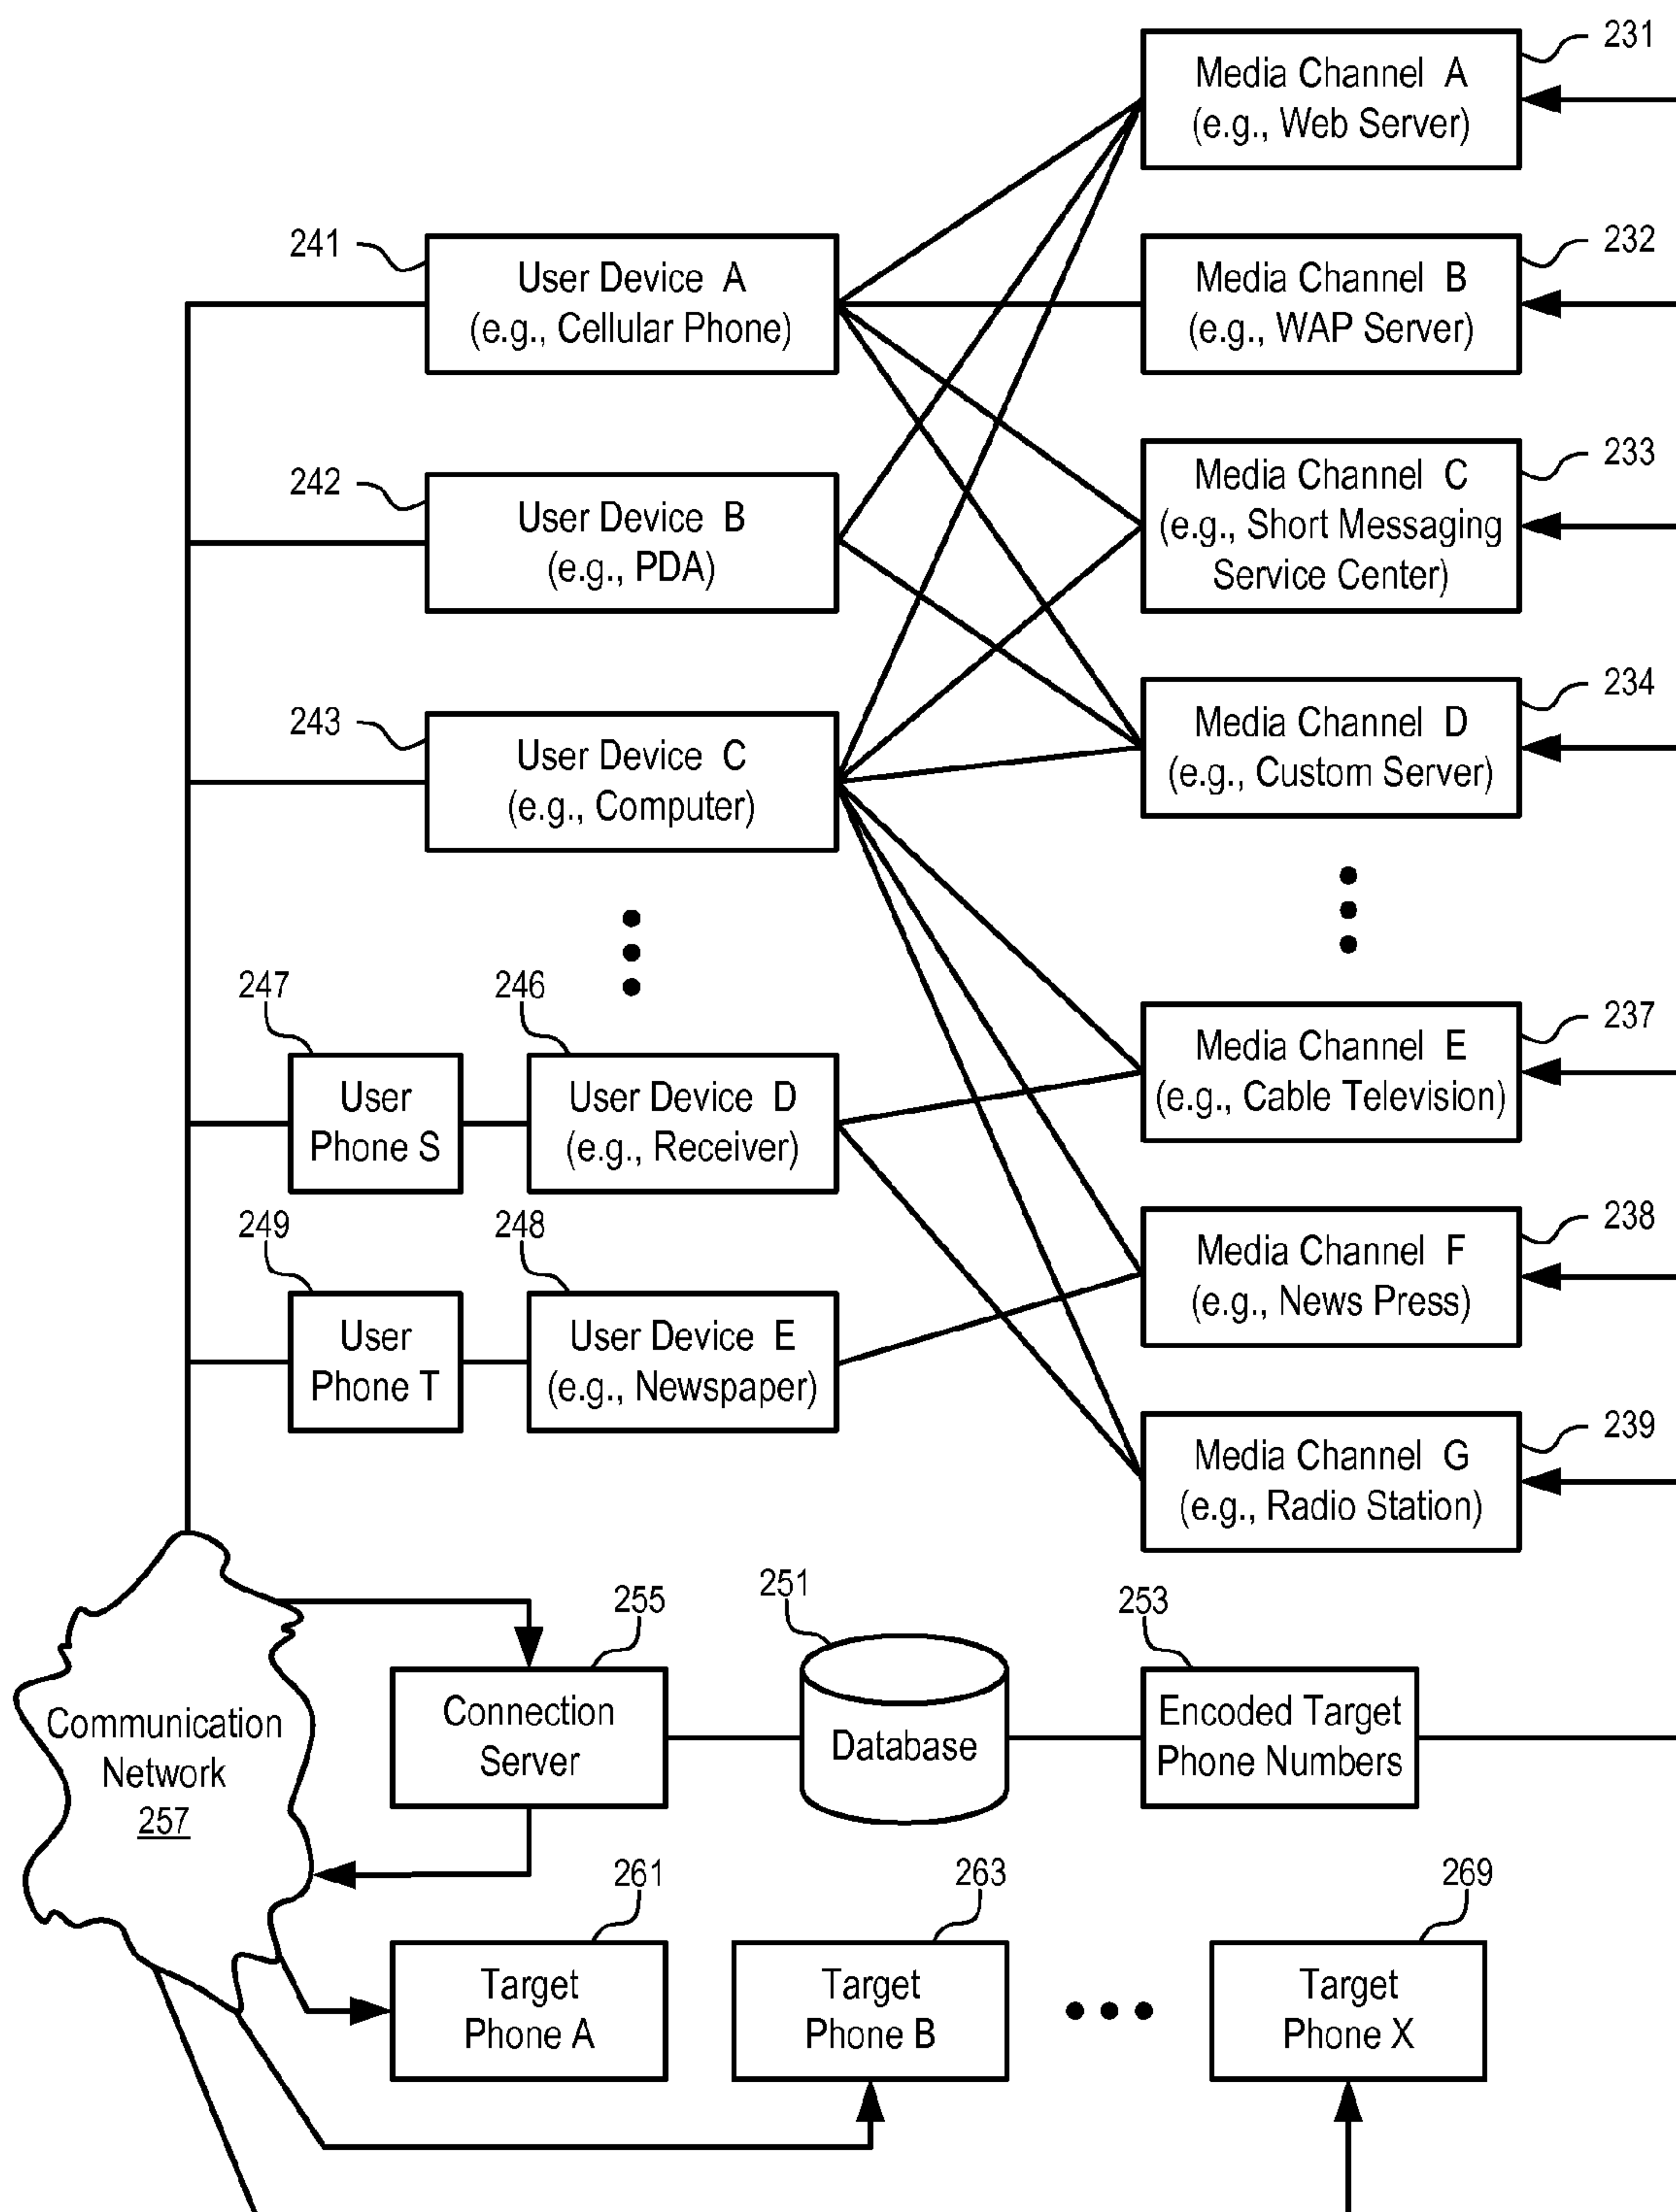 231
Media Channel A
(e.g., Web Server)
241
User Device A
(e.g., Cellular Phone)
232
Media Channel B
(e.g., WAP Server)
242
User Device B
(e.g., PDA)
233
Media Channel C
(e.g., Short Messaging
Service Center)
243
User Device C
(e.g., Computer)
234
Media Channel D
(e.g., Custom Server)
247
User
Phone S
246
User Device D
(e.g., Receiver)
237
Media Channel E
(e.g., Cable Television)
249
User
Phone T
248
User Device E
(e.g., Newspaper)
238
Media Channel F
(e.g., News Press)
239
Media Channel G
(e.g., Radio Station)
Communication
Network
257
255
Connection
Server
251
Database
253
Encoded Target
Phone Numbers
261
Target
Phone A
263
Target
Phone B
269
Target
Phone X